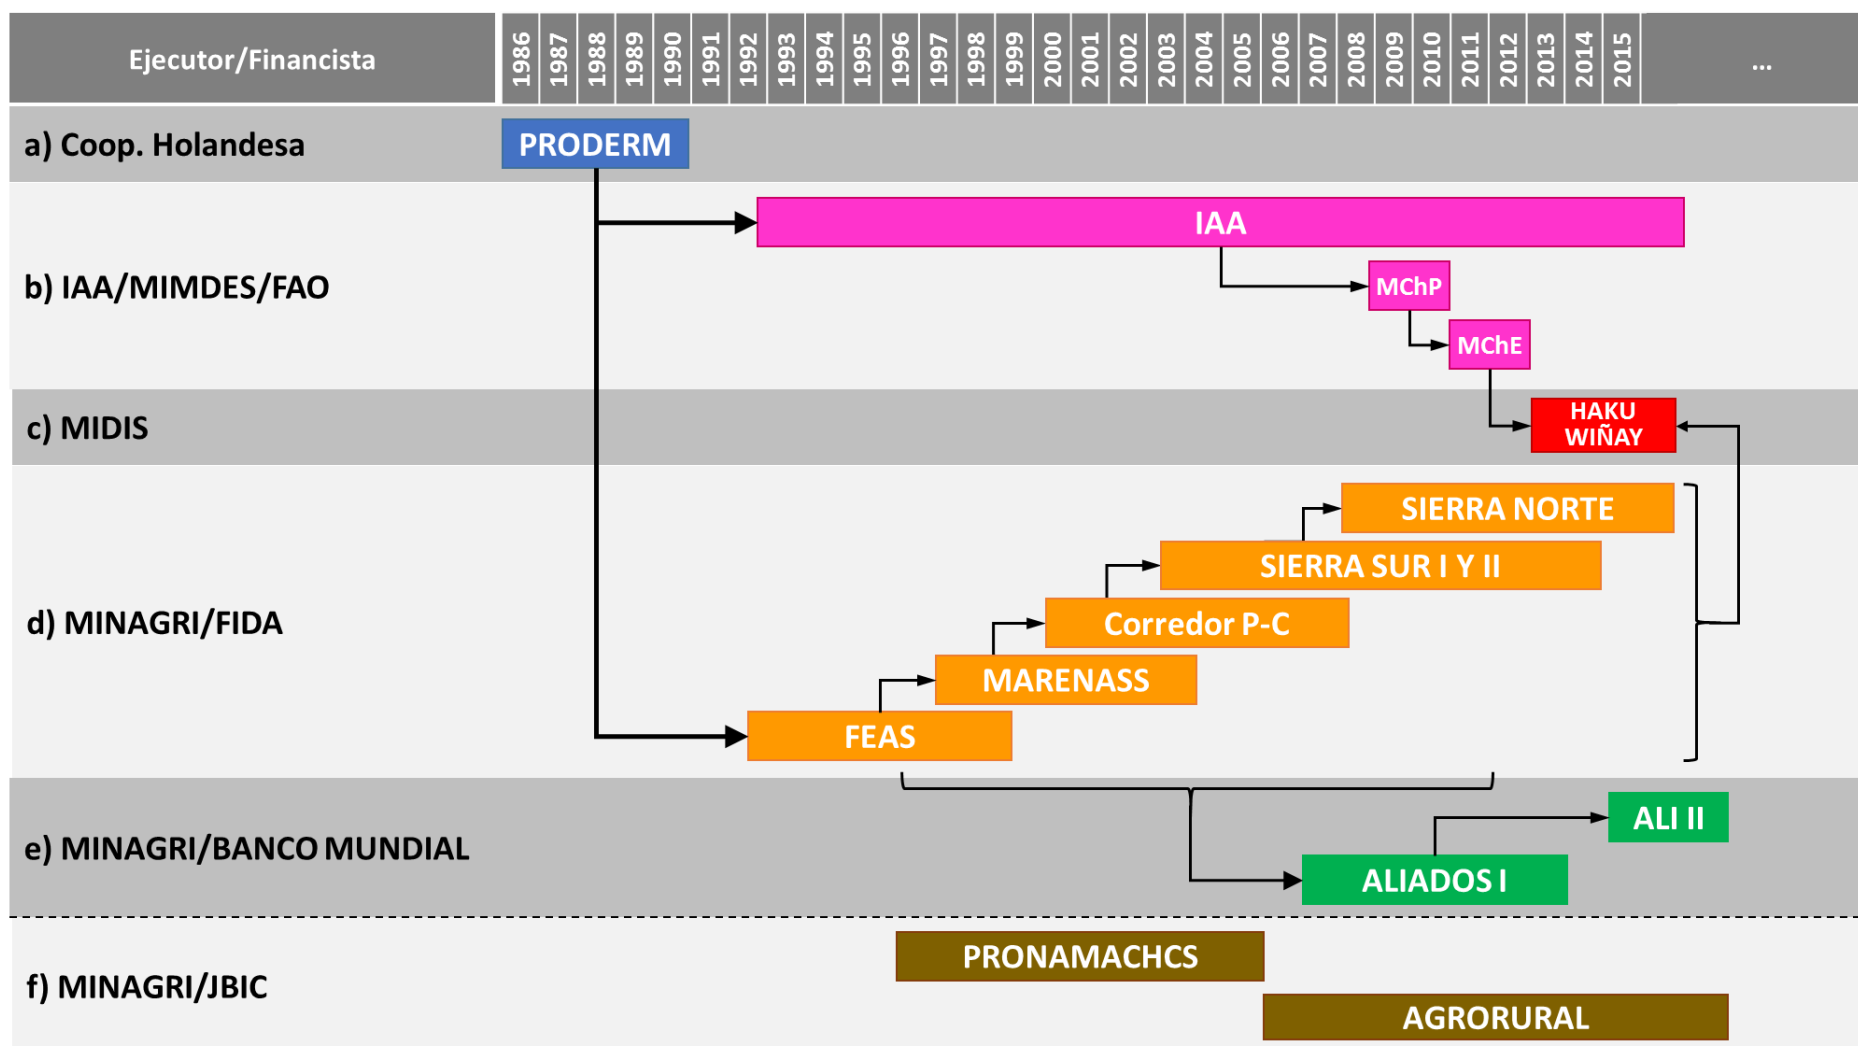 Ejecutor/Financista
1986 1987 1988 1989 1990 1991 1992 1993 1994 1995 1996 1997 1998 1999 2000 2001 2002 2003 2004 2005 2006 2007 2008 2009 2010 2011 2012 2013 2014 2015 ...
a) Coop. Holandesa
PRODERM
IAA
b) IAA/MIMDES/FAO
MChP
MChE
c) MIDIS
HAKU
WIÑAY
SIERRA NORTE
SIERRA SUR I Y II
d) MINAGRI/FIDA
Corredor P-C
MARENASS
FEAS
ALI II
e) MINAGRI/BANCO MUNDIAL
ALIADOS I
PRONAMACHCS
f) MINAGRI/JBIC
AGRORURAL